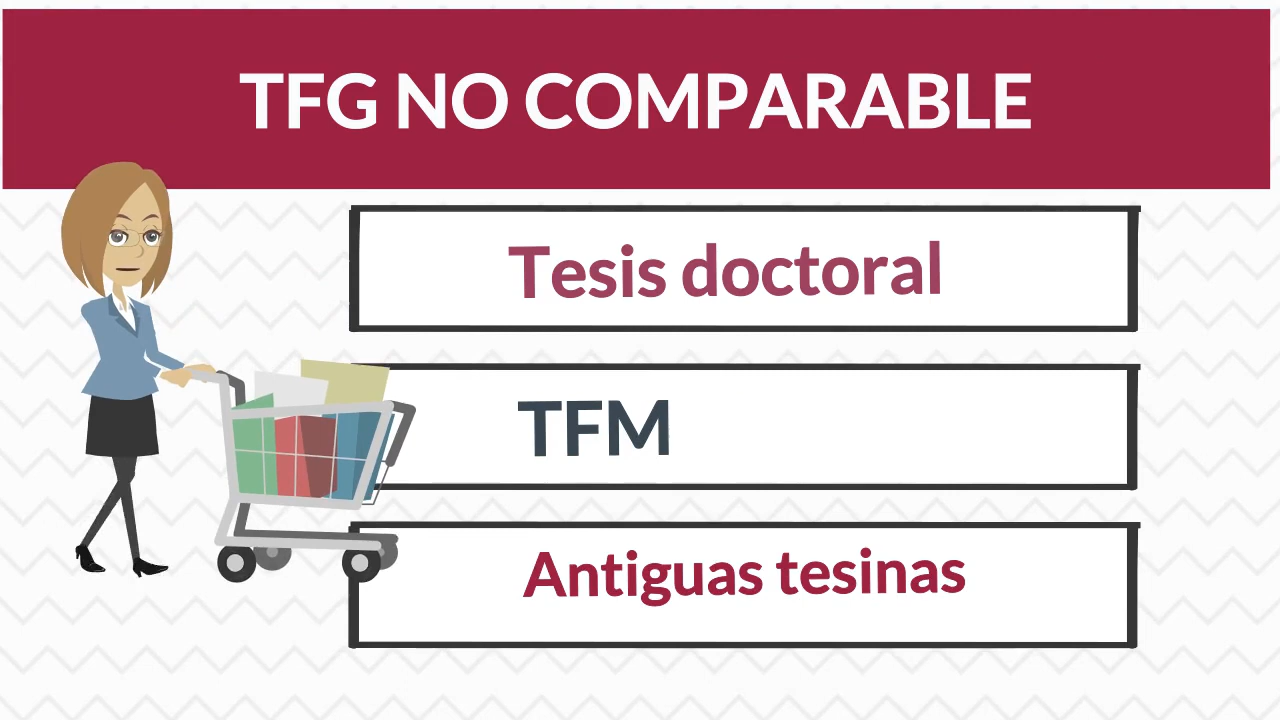 TFG NO COMPARABLE
Tesis doctoral
TFM
Antiguas tesinas